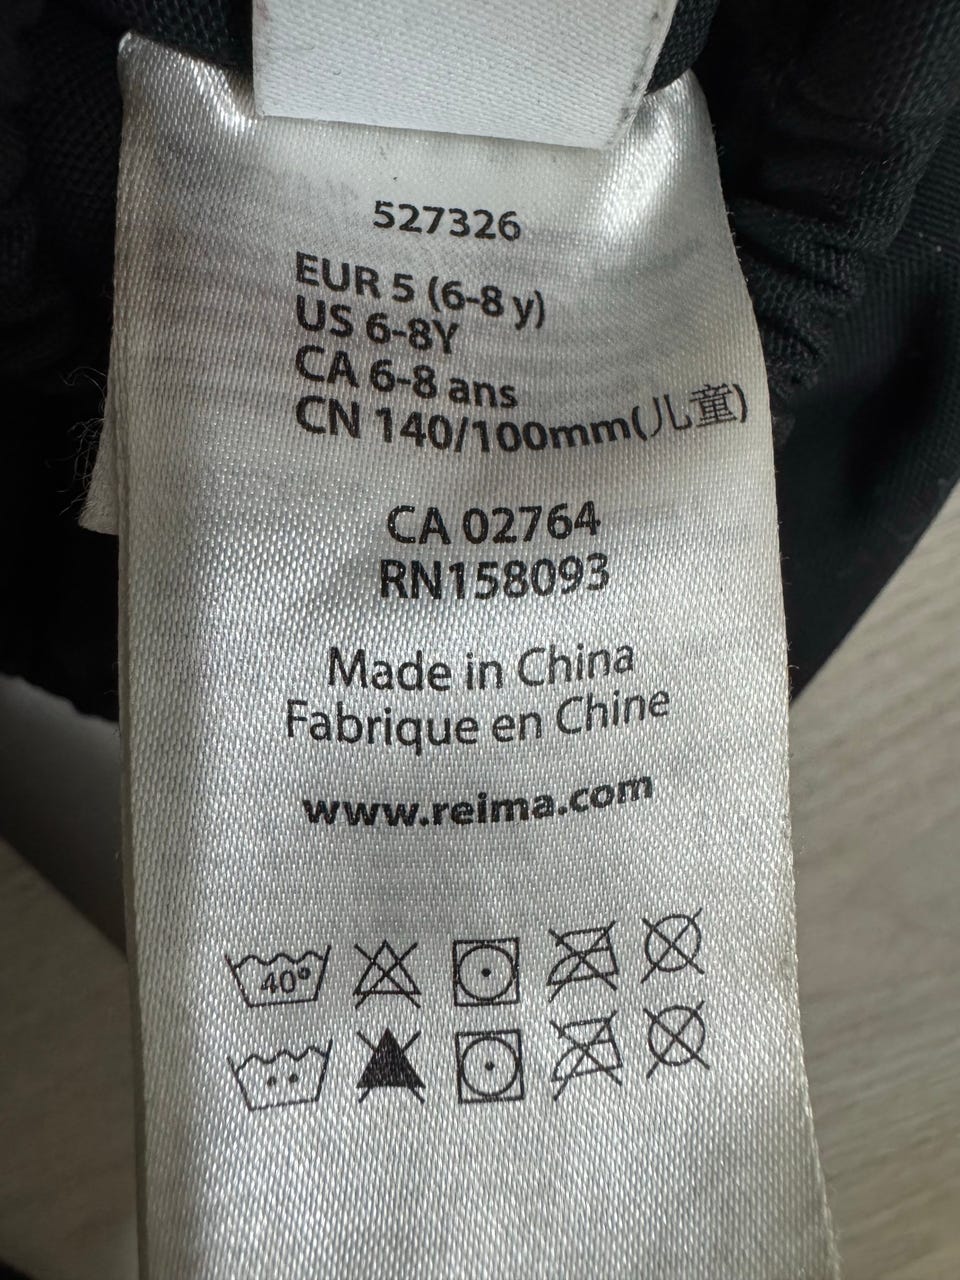 527326
EUR 5 (6-8 y)
US 6-8Y
CA 6-8 ans
CN 140/100mm(儿童)
CA 02764
RN158093
Made in China
Fabrique en Chine
www.reima.com
40°